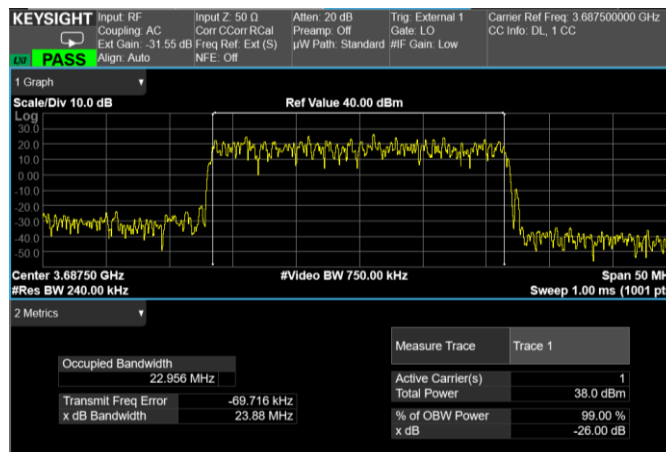 KEYSIGHT Input: RF Input Z: 50 Ω Atten: 20 dB Trig: External 1 Carrier Ref Freq: 3.687500000 GHz
Coupling: AC Corr CCorr RCal Preamp: Off Gate: LO CC Info: DL, 1 CC
Ext Gain: -31.55 dB Freq Ref: Ext (S) µW Path: Standard #IF Gain: Low
LXI PASS Align: Auto NFE: Off
1 Graph
Scale/Div 10.0 dB Ref Value 40.00 dBm
Log
30.0
20.0
10.0
0.00
-10.0
-20.0
-30.0
-40.0
-50.0
Center 3.68750 GHz #Video BW 750.00 kHz Span 50 MH
#Res BW 240.00 kHz Sweep 1.00 ms (1001 pt
2 Metrics
Measure Trace Trace 1
Occupied Bandwidth
22.956 MHz
Active Carrier(s) 1
Total Power 38.0 dBm
Transmit Freq Error -69.716 kHz
x dB Bandwidth 23.88 MHz
% of OBW Power 99.00 %
x dB -26.00 dB